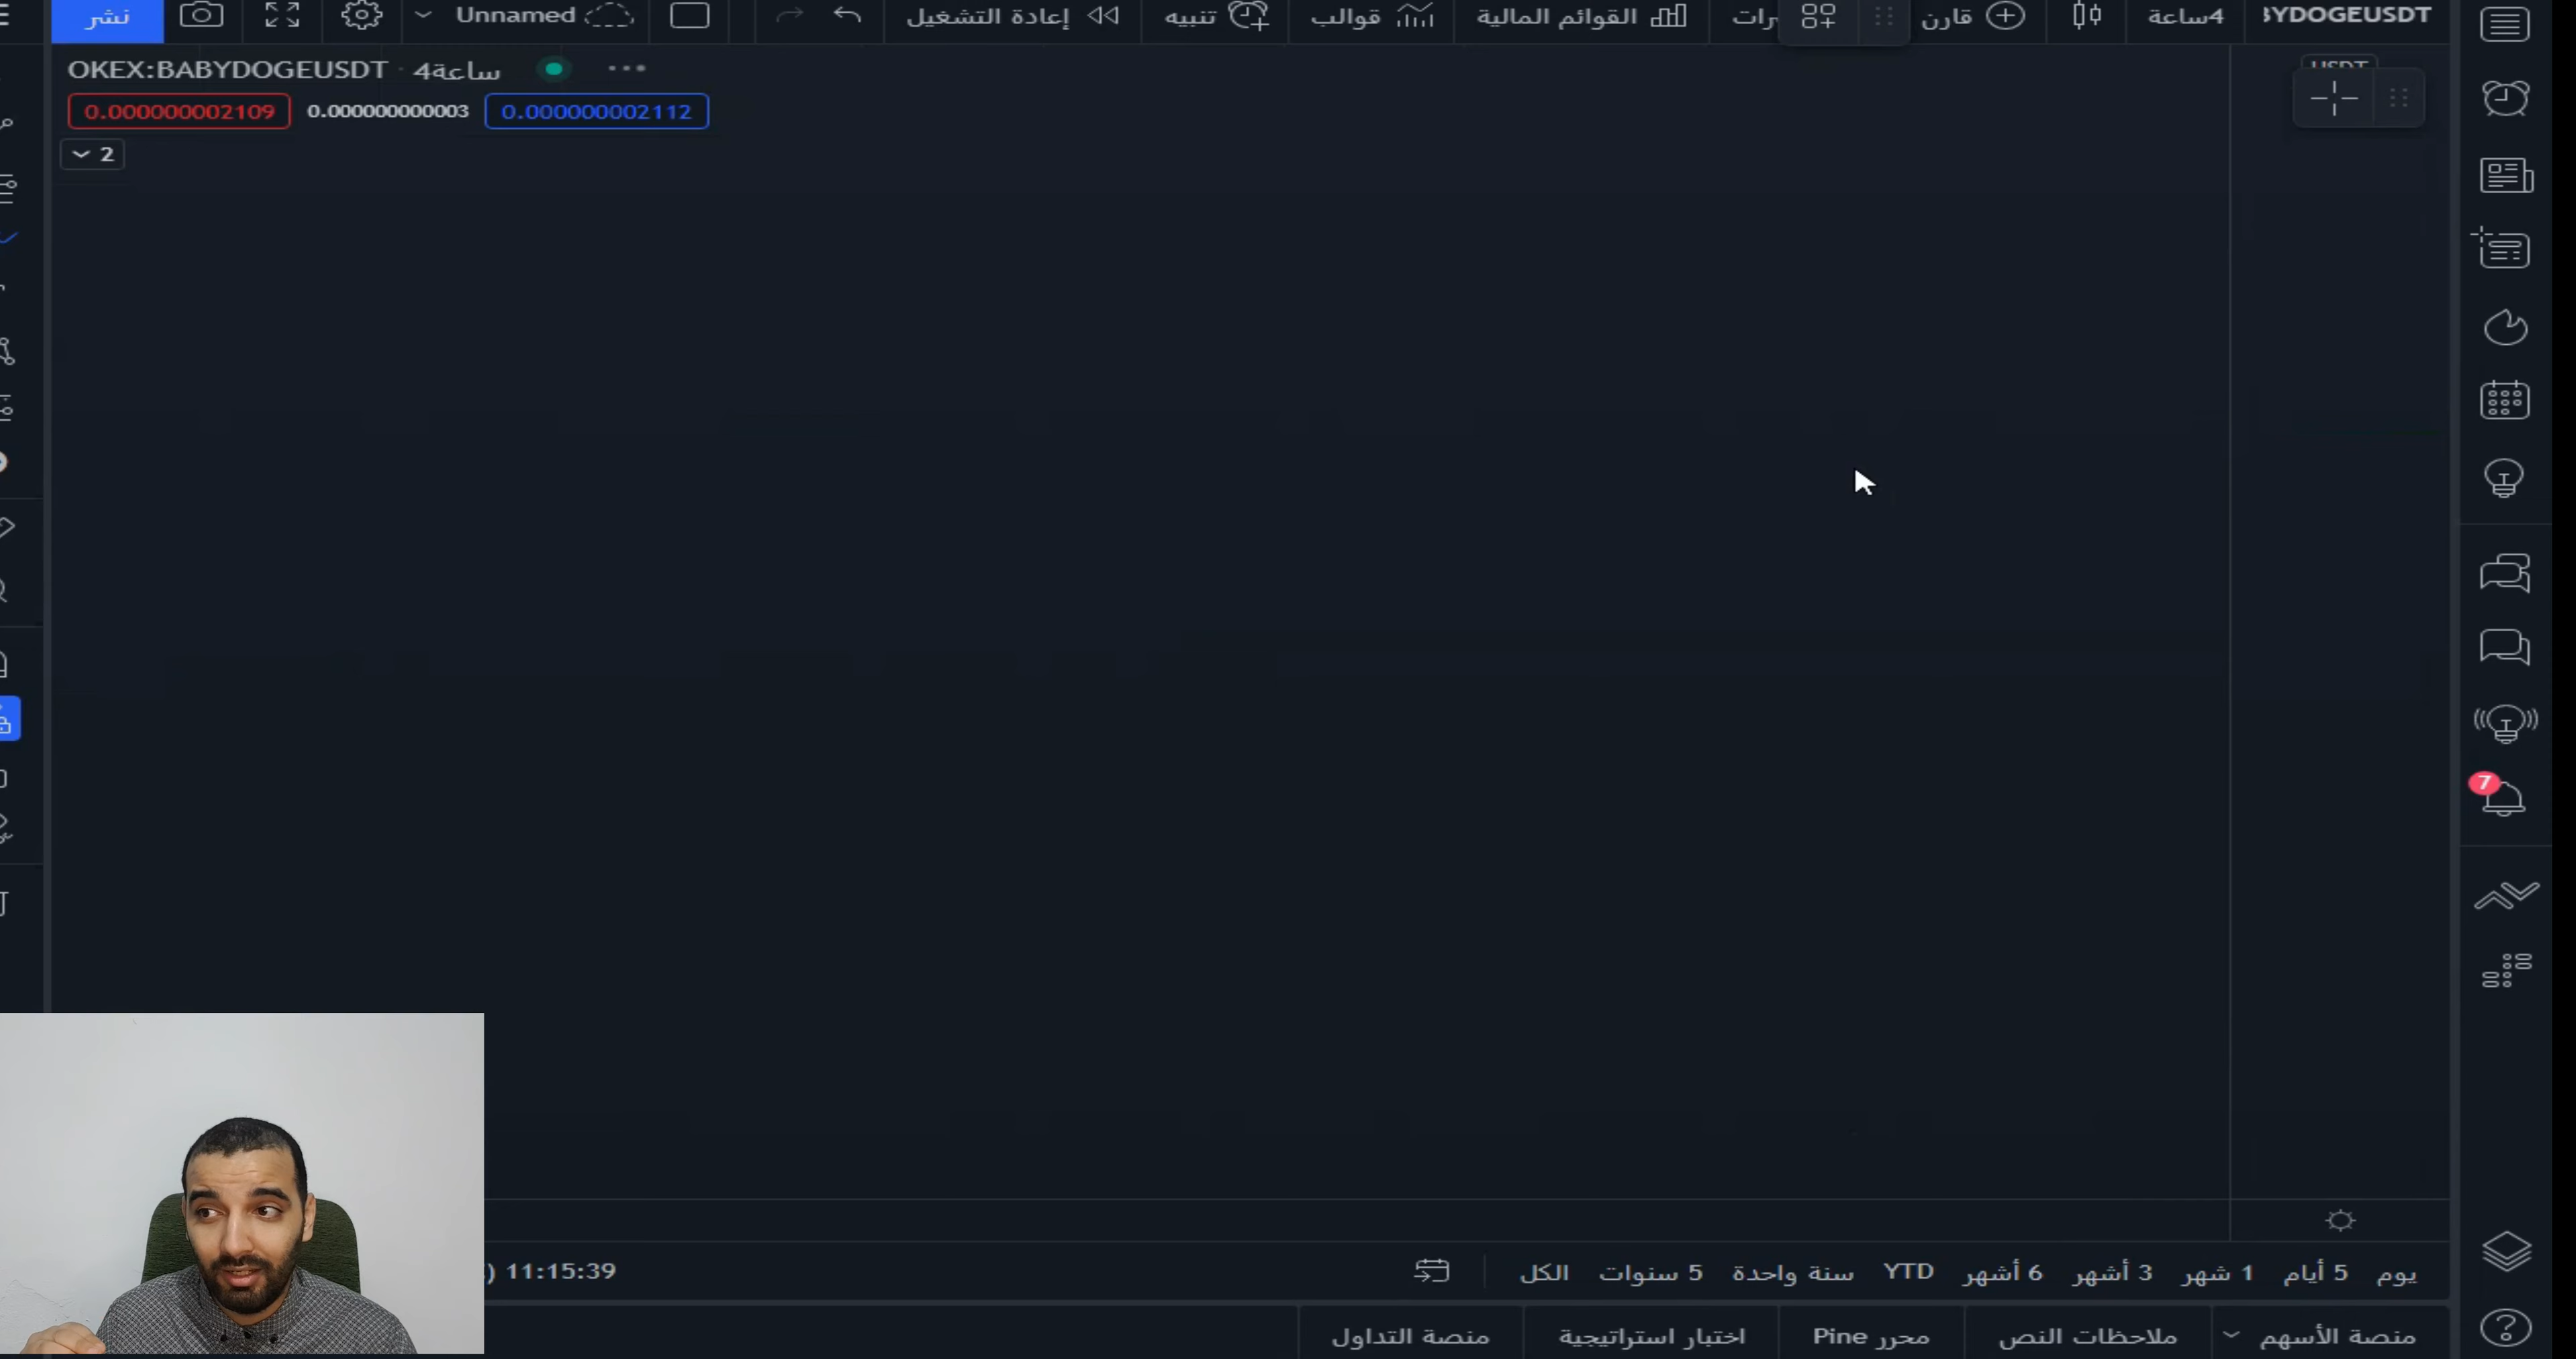 BYDOGEUSDT
4ساعة
قارن
القوائم المالية
قوالب
تنبيه
إعادة التشغيل
Unnamed
نشر
OKEX:BABYDOGEUSDT · 4ساعة
0.000000002109 0.000000000003 0.000000002112
2
USDT
7
يوم 5 أيام 1 شهر 3 أشهر 6 أشهر YTD سنة واحدة 5 سنوات الكل
11:15:39
منصة الأسهم ملاحظات النص محرر Pine اختبار استراتيجية منصة التداول